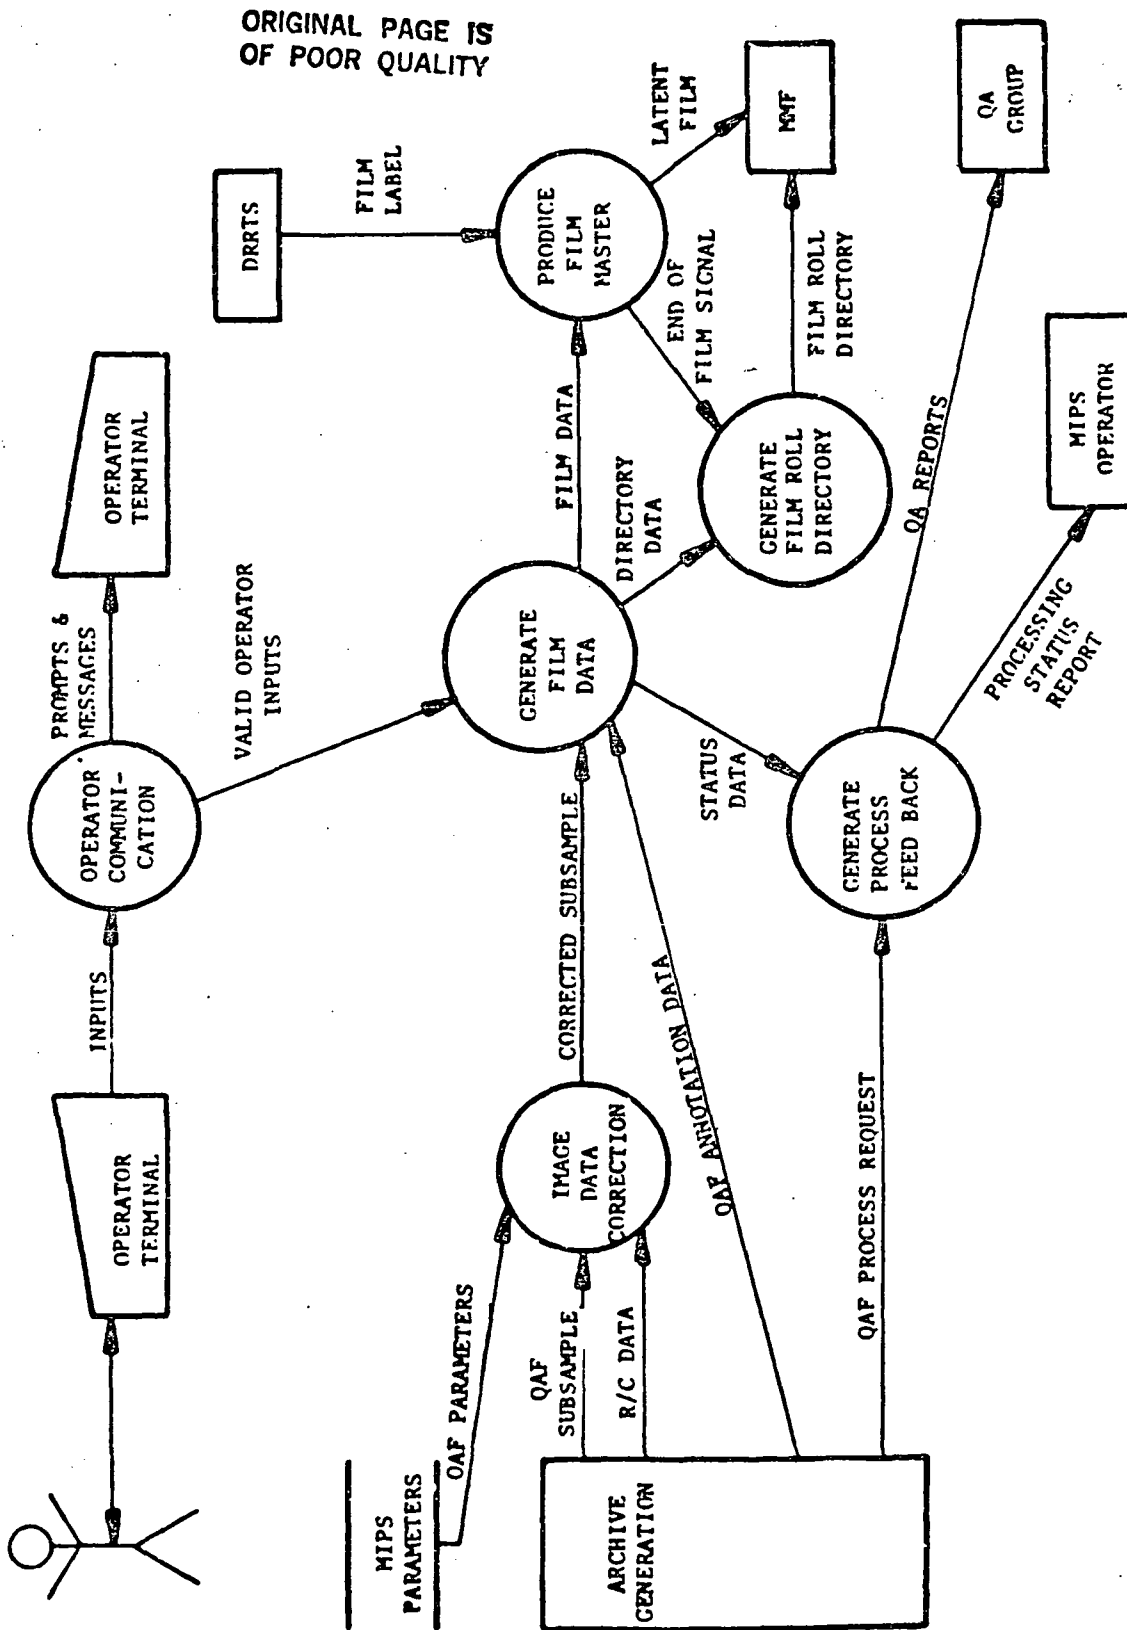 ORIGINAL PAGE IS
OF POOR QUALITY
OPERATOR
TERMINAL
INPUTS
OPERATOR
COMMUNI-
CATION
PROMPTS &
MESSAGES
OPERATOR
TERMINAL
VALID OPERATOR
INPUTS
DRRTS
FILM
LABEL
MIPS
PARAMETERS
QAF PARAMETERS
QAF
SUBSAMPLE
R/C DATA
IMAGE
DATA
CORRECTION
CORRECTED SUBSAMPLE
GENERATE
FILM
DATA
FILM DATA
PRODUCE
FILM
MASTER
LATENT
FILM
MMF
END OF
FILM SIGNAL
DIRECTORY
DATA
GENERATE
FILM ROLL
DIRECTORY
FILM ROLL
DIRECTORY
ARCHIVE
GENERATION
QAF ANNOTATION DATA
STATUS
DATA
QAF PROCESS REQUEST
GENERATE
PROCESS
FEED BACK
QA REPORTS
QA
GROUP
PROCESSING
STATUS
REPORT
MIPS
OPERATOR